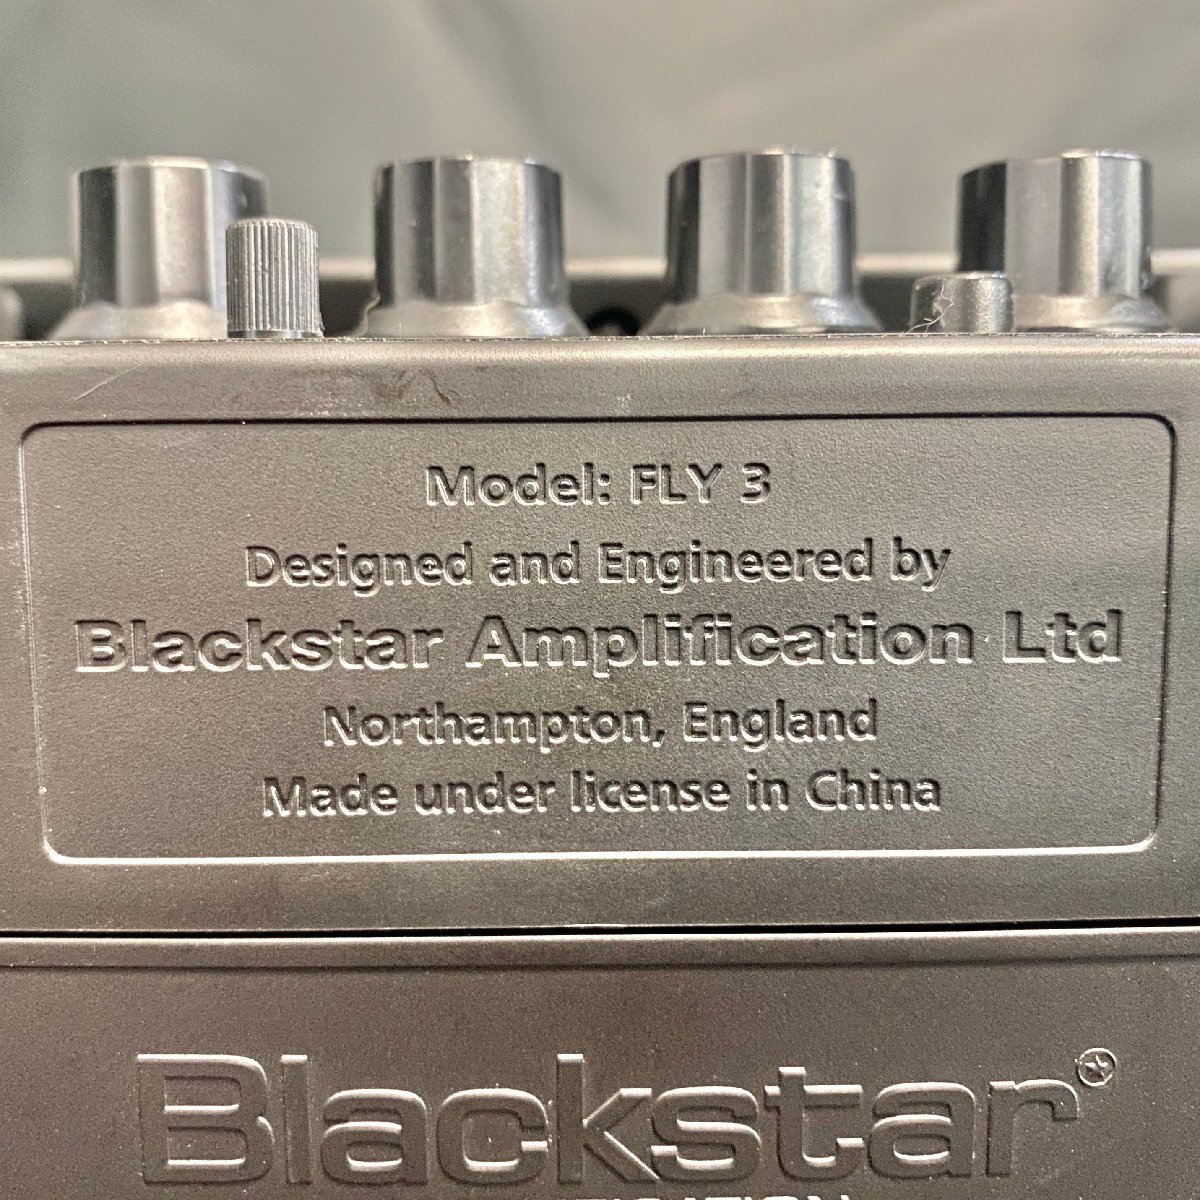 Model: FLY 3
Designed and Engineered by
Blackstar Amplification Ltd
Northampton, England
Made under license in China
Blackstar